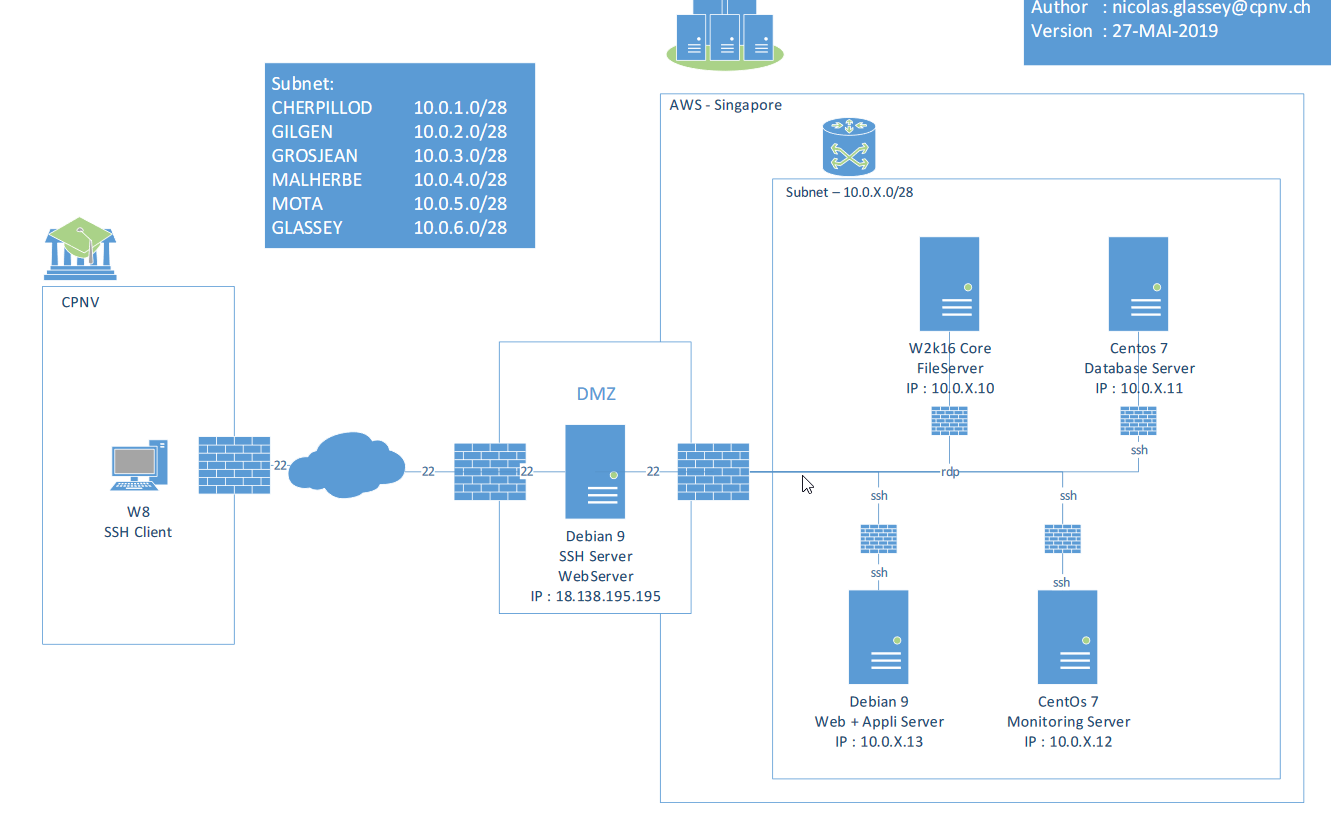 Author : nicolas.glassey@cpnv.ch
Version : 27-MAI-2019
Subnet:
CHERPILLOD 10.0.1.0/28
GILGEN 10.0.2.0/28
GROSJEAN 10.0.3.0/28
MALHERBE 10.0.4.0/28
MOTA 10.0.5.0/28
GLASSEY 10.0.6.0/28
AWS - Singapore
Subnet – 10.0.X.0/28
CPNV
W2k16 Core
FileServer
IP : 10.0.X.10
Centos 7
Database Server
IP : 10.0.X.11
DMZ
ssh
22
22
22
22
rdp
W8
SSH Client
Debian 9
SSH Server
WebServer
IP : 18.138.195.195
ssh
ssh
ssh
ssh
Debian 9
Web + Appli Server
IP : 10.0.X.13
CentOs 7
Monitoring Server
IP : 10.0.X.12